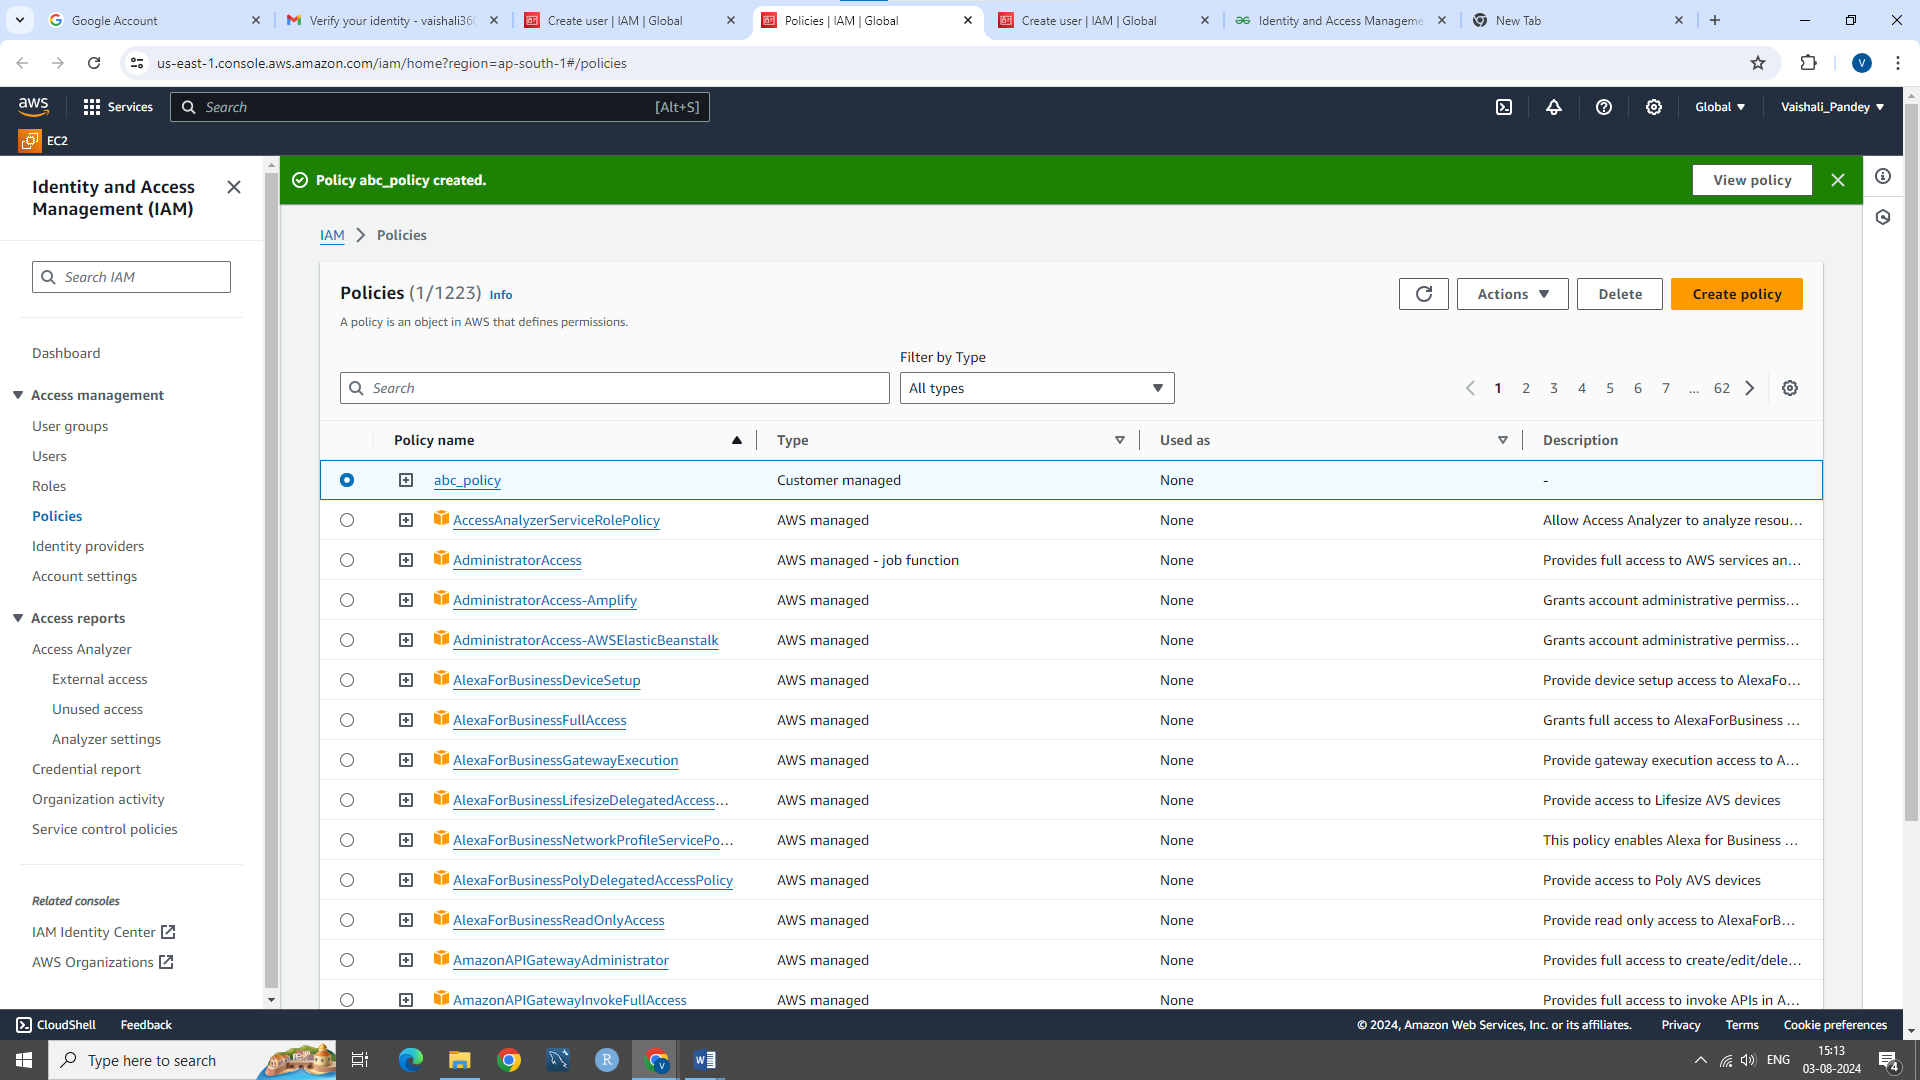 Google Account
Verify your identity - vaishali36
Create user | IAM | Global
Policies | IAM | Global
Create user | IAM | Global
Identity and Access Manageme
New Tab
us-east-1.console.aws.amazon.com/iam/home?region=ap-south-1#/policies
V
aws
Services
Search
[Alt+S]
Global
Vaishali_Pandey
EC2
Identity and Access
Management (IAM)
Search IAM
Dashboard
Access management
User groups
Users
Roles
Policies
Identity providers
Account settings
Access reports
Access Analyzer
External access
Unused access
Analyzer settings
Credential report
Organization activity
Service control policies
Related consoles
IAM Identity Center
AWS Organizations
Policy abc_policy created.
View policy
IAM > Policies
Policies (1/1223) Info
A policy is an object in AWS that defines permissions.
Actions
Delete
Create policy
Filter by Type
Search
All types
1 2 3 4 5 6 7 ... 62
Policy name Type Used as Description
abc_policy Customer managed None -
AccessAnalyzerServiceRolePolicy AWS managed None Allow Access Analyzer to analyze resou...
AdministratorAccess AWS managed - job function None Provides full access to AWS services an...
AdministratorAccess-Amplify AWS managed None Grants account administrative permiss...
AdministratorAccess-AWSElasticBeanstalk AWS managed None Grants account administrative permiss...
AlexaForBusinessDeviceSetup AWS managed None Provide device setup access to AlexaFo...
AlexaForBusinessFullAccess AWS managed None Grants full access to AlexaForBusiness ...
AlexaForBusinessGatewayExecution AWS managed None Provide gateway execution access to A...
AlexaForBusinessLifesizeDelegatedAccess... AWS managed None Provide access to Lifesize AVS devices
AlexaForBusinessNetworkProfileServicePo... AWS managed None This policy enables Alexa for Business ...
AlexaForBusinessPolyDelegatedAccessPolicy AWS managed None Provide access to Poly AVS devices
AlexaForBusinessReadOnlyAccess AWS managed None Provide read only access to AlexaForB...
AmazonAPIGatewayAdministrator AWS managed None Provides full access to create/edit/dele...
AmazonAPIGatewayInvokeFullAccess AWS managed None Provides full access to invoke APIs in A...
CloudShell
Feedback
© 2024, Amazon Web Services, Inc. or its affiliates.
Privacy
Terms
Cookie preferences
Type here to search
R
V
W
ENG
15:13
03-08-2024
4